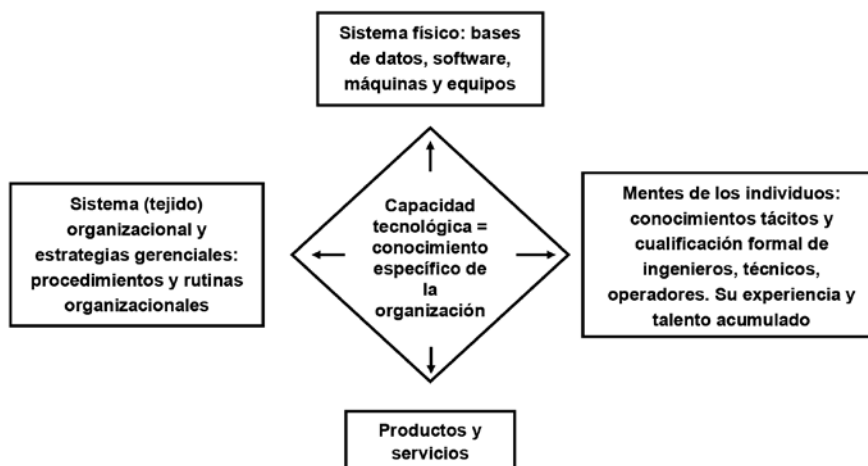 Sistema físico: bases
de datos, software,
máquinas y equipos
Sistema (tejido)
organizacional y
estrategias gerenciales:
procedimientos y rutinas
organizacionales
Capacidad
tecnológica =
conocimiento
específico de
la
organización
Mentes de los individuos:
conocimientos tácitos y
cualificación formal de
ingenieros, técnicos,
operadores. Su experiencia y
talento acumulado
Productos y
servicios